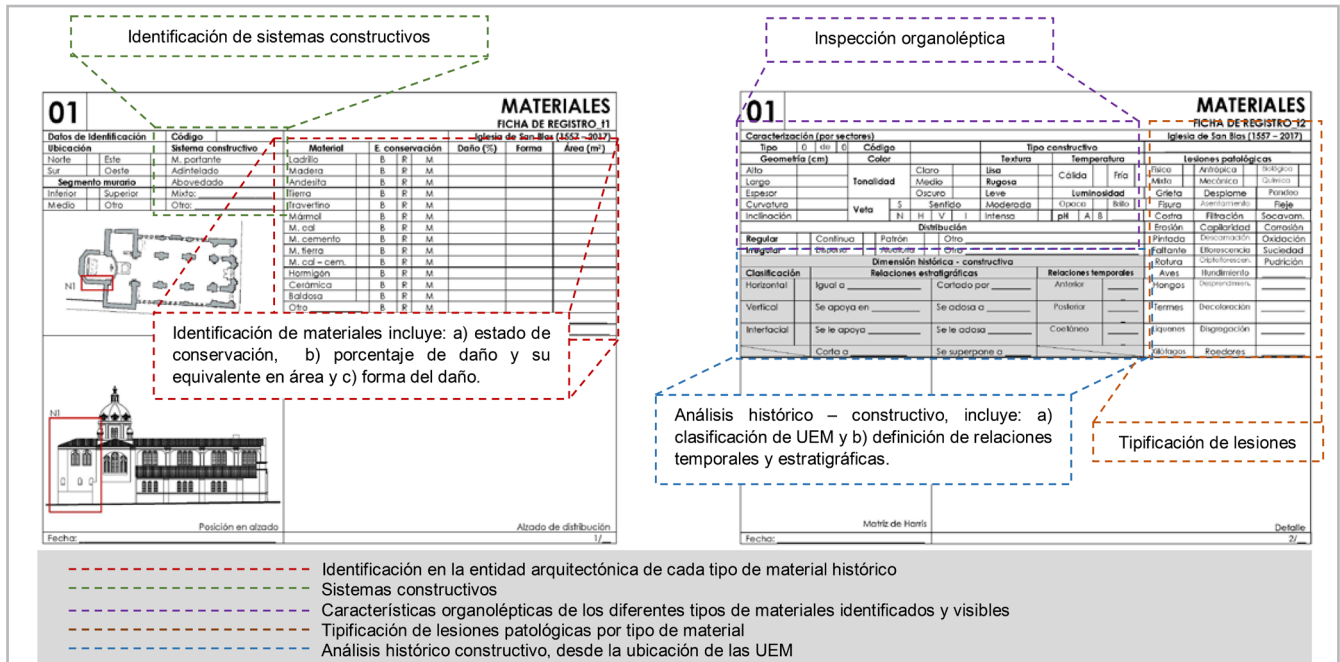 Identificación de sistemas constructivos
Inspección organoléptica
01
MATERIALES
FICHA DE REGISTRO_f1
Datos de Identificación Código Iglesia de San Blas (1557 – 2017)
Ubicación Sistema constructivo Material E. conservación Daño (%) Forma Área (m²)
Norte Este M. portante Ladrillo B R M
Sur Oeste Adintelado Madera B R M
Segmento murario Abovedado Andesita B R M
Inferior Superior Mixto: Tierra B R M
Medio Otro Otro: Travertino B R M
Mármol B R M
M. cal B R M
M. cemento B R M
M. tierra B R M
M. cal – cem. B R M
Hormigón B R M
Cerámica B R M
Baldosa B R M
Otro B R M
N1
Identificación de materiales incluye: a) estado de
conservación, b) porcentaje de daño y su
equivalente en área y c) forma del daño.
N1
Posición en alzado
Alzado de distribución
Fecha: 1/__
01
MATERIALES
FICHA DE REGISTRO_f2
Caracterización (por sectores) Iglesia de San Blas (1557 – 2017)
Tipo 0 de 0 Código Tipo constructivo
Geometría (cm) Color Textura Temperatura Lesiones patológicas
Alto Tonalidad Claro Lisa Cálida Fría Física Antrópica Biológica
Largo Medio Rugosa Mixta Mecánica Química
Espesor Oscuro Leve Luminosidad Grieta Desplome Pandeo
Curvatura Veta S Sentido Moderada Opaca Brillo Fisura Asentamiento Fleje
Inclinación N H V I Intensa pH A B Costra Filtración Socavam.
Distribución Erosión Capilaridad Corrosión
Regular Continua Patrón Otro Pintada Descamación Oxidación
Irregular Otro Faltante Eflorescencia Suciedad
Dimensión histórica - constructiva Rotura Criptoflorescen. Pudrición
Clasificación Relaciones estratigráficas Relaciones temporales Aves Hundimiento
Horizontal Igual a Cortado por Anterior Hongos Desprendimien.
Vertical Se apoya en Se adosa a Posterior Termes Decoloración
Interfacial Se le apoya Se le adosa Coetáneo Líquenes Disgregación
Corta a Se superpone a Xilófagos Roedores
Análisis histórico – constructivo, incluye: a)
clasificación de UEM y b) definición de relaciones
temporales y estratigráficas.
Tipificación de lesiones
Matriz de Harris
Detalle
Fecha: 2/__
Identificación en la entidad arquitectónica de cada tipo de material histórico
Sistemas constructivos
Características organolépticas de los diferentes tipos de materiales identificados y visibles
Tipificación de lesiones patológicas por tipo de material
Análisis histórico constructivo, desde la ubicación de las UEM